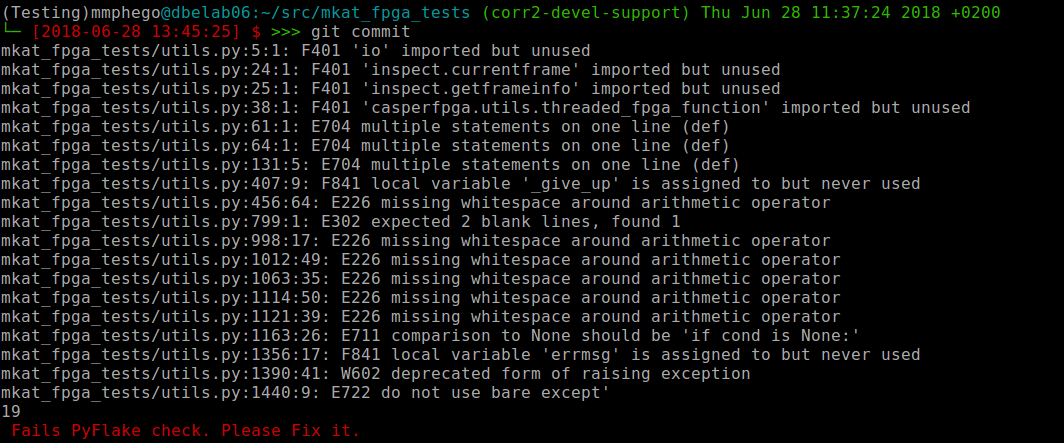 (Testing)mmphego@dbelab06:~/src/mkat_fpga_tests (corr2-devel-support) Thu Jun 28 11:37:24 2018 +0200
└─ [2018-06-28 13:45:25] $ >>> git commit
mkat_fpga_tests/utils.py:5:1: F401 'io' imported but unused
mkat_fpga_tests/utils.py:24:1: F401 'inspect.currentframe' imported but unused
mkat_fpga_tests/utils.py:25:1: F401 'inspect.getframeinfo' imported but unused
mkat_fpga_tests/utils.py:38:1: F401 'casperfpga.utils.threaded_fpga_function' imported but unused
mkat_fpga_tests/utils.py:61:1: E704 multiple statements on one line (def)
mkat_fpga_tests/utils.py:64:1: E704 multiple statements on one line (def)
mkat_fpga_tests/utils.py:131:5: E704 multiple statements on one line (def)
mkat_fpga_tests/utils.py:407:9: F841 local variable '_give_up' is assigned to but never used
mkat_fpga_tests/utils.py:456:64: E226 missing whitespace around arithmetic operator
mkat_fpga_tests/utils.py:799:1: E302 expected 2 blank lines, found 1
mkat_fpga_tests/utils.py:998:17: E226 missing whitespace around arithmetic operator
mkat_fpga_tests/utils.py:1012:49: E226 missing whitespace around arithmetic operator
mkat_fpga_tests/utils.py:1063:35: E226 missing whitespace around arithmetic operator
mkat_fpga_tests/utils.py:1114:50: E226 missing whitespace around arithmetic operator
mkat_fpga_tests/utils.py:1121:39: E226 missing whitespace around arithmetic operator
mkat_fpga_tests/utils.py:1163:26: E711 comparison to None should be 'if cond is None:'
mkat_fpga_tests/utils.py:1356:17: F841 local variable 'errmsg' is assigned to but never used
mkat_fpga_tests/utils.py:1390:41: W602 deprecated form of raising exception
mkat_fpga_tests/utils.py:1440:9: E722 do not use bare except'
19
Fails PyFlake check. Please Fix it.